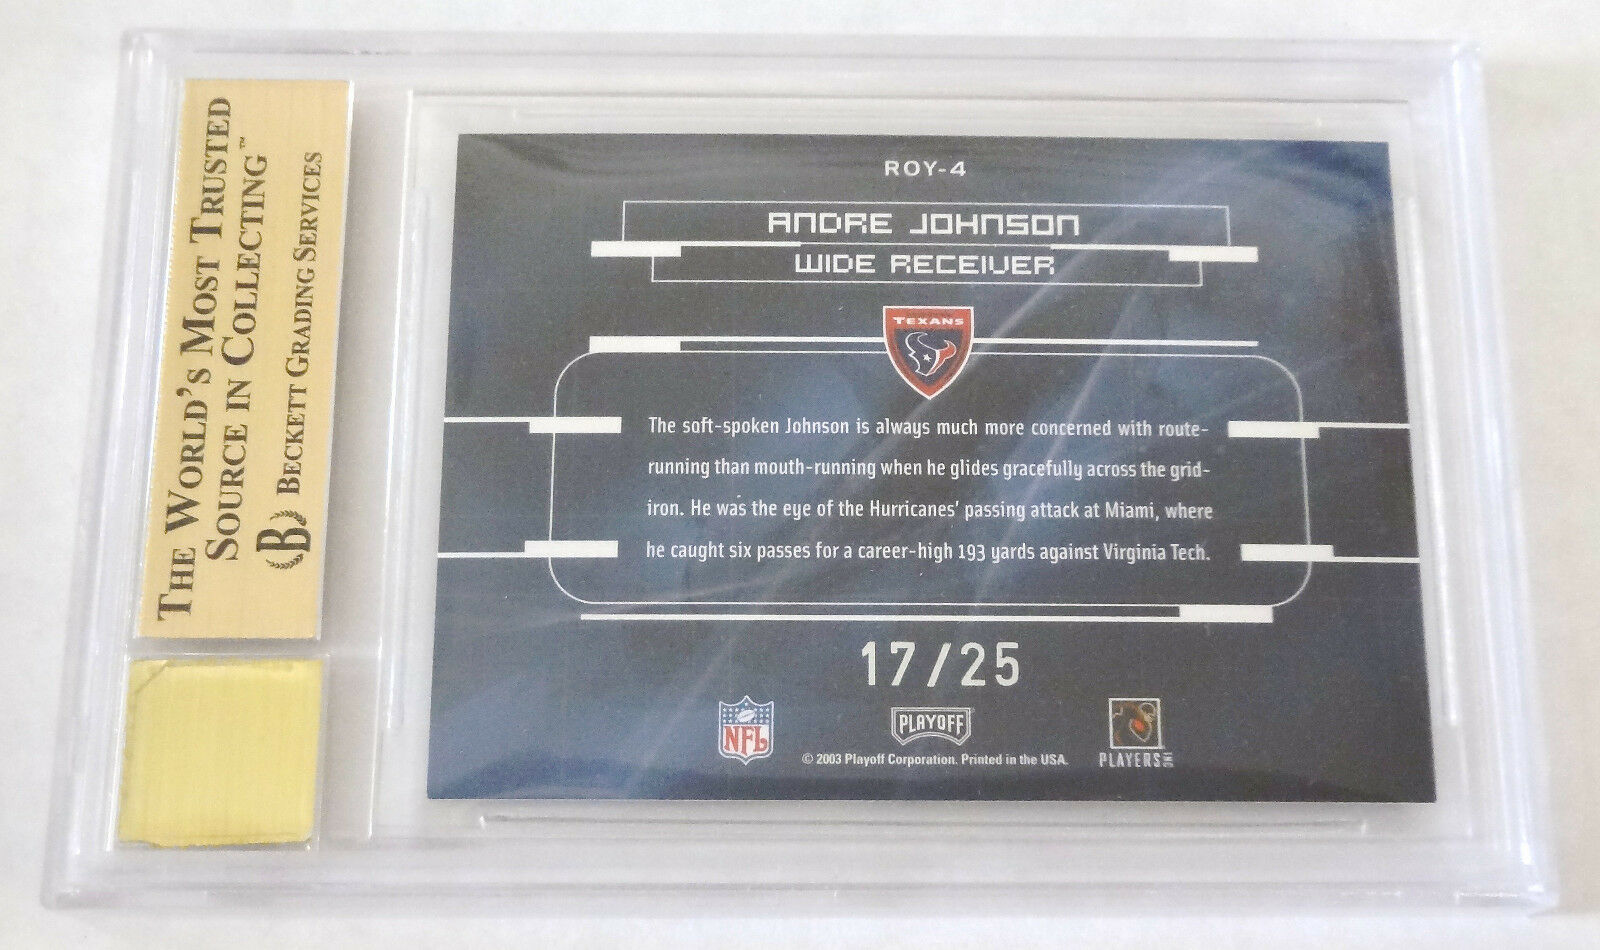 THE WORLD'S MOST TRUSTED
SOURCE IN COLLECTING™
B BECKETT GRADING SERVICES
ROY-4
ANDRE JOHNSON
WIDE RECEIVER
TEXANS
The soft-spoken Johnson is always much more concerned with route-
running than mouth-running when he glides gracefully across the grid-
iron. He was the eye of the Hurricanes' passing attack at Miami, where
he caught six passes for a career-high 193 yards against Virginia Tech.
17/25
NFL
PLAYOFF
PLAYERS INC
© 2003 Playoff Corporation. Printed in the USA.